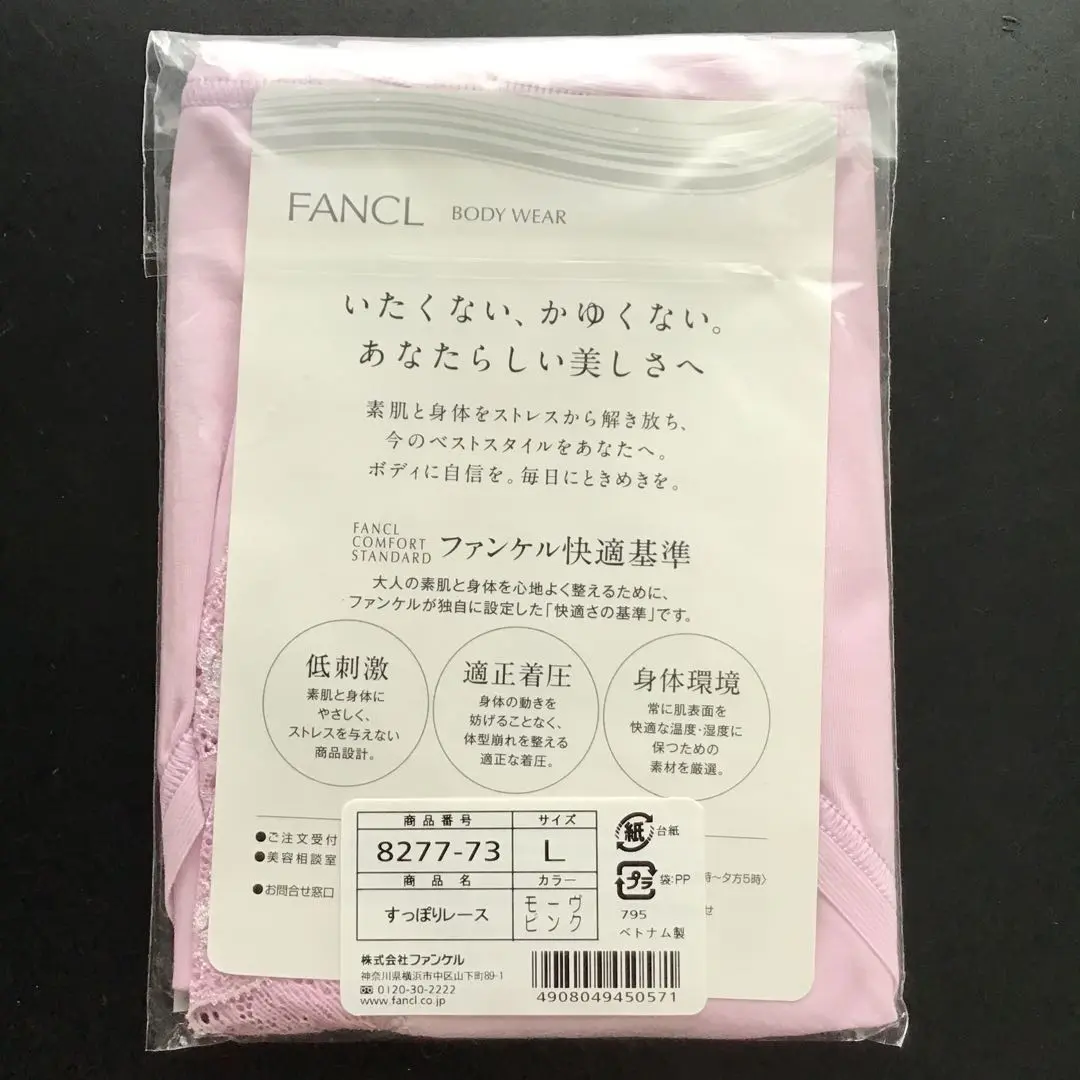 FANCL BODY WEAR
いたくない、かゆくない。
あなたらしい美しさへ
素肌と身体をストレスから解き放ち、
今のベストスタイルをあなたへ。
ボディに自信を。毎日にときめきを。
FANCL
COMFORT
STANDARD
ファンケル快適基準
大人の素肌と身体を心地よく整えるために、
ファンケルが独自に設定した「快適さの基準」です。
低刺激
素肌と身体に
やさしく、
ストレスを与えない
商品設計。
適正着圧
身体の動きを
妨げることなく、
体型崩れを整える
適正な着圧。
身体環境
常に肌表面を
快適な温度・湿度に
保つための
素材を厳選。
●ご注文受付
●美容相談室
●お問合せ窓口
時〜夕方5時〉
せ
商品番号 サイズ
8277-73 L
商品名 カラー
すっぽりレース
モーヴ
ピンク
紙 台紙
プラ 袋:PP
795
ベトナム製
株式会社ファンケル
神奈川県横浜市中区山下町89-1
0120-30-2222
www.fancl.co.jp
4908049450571